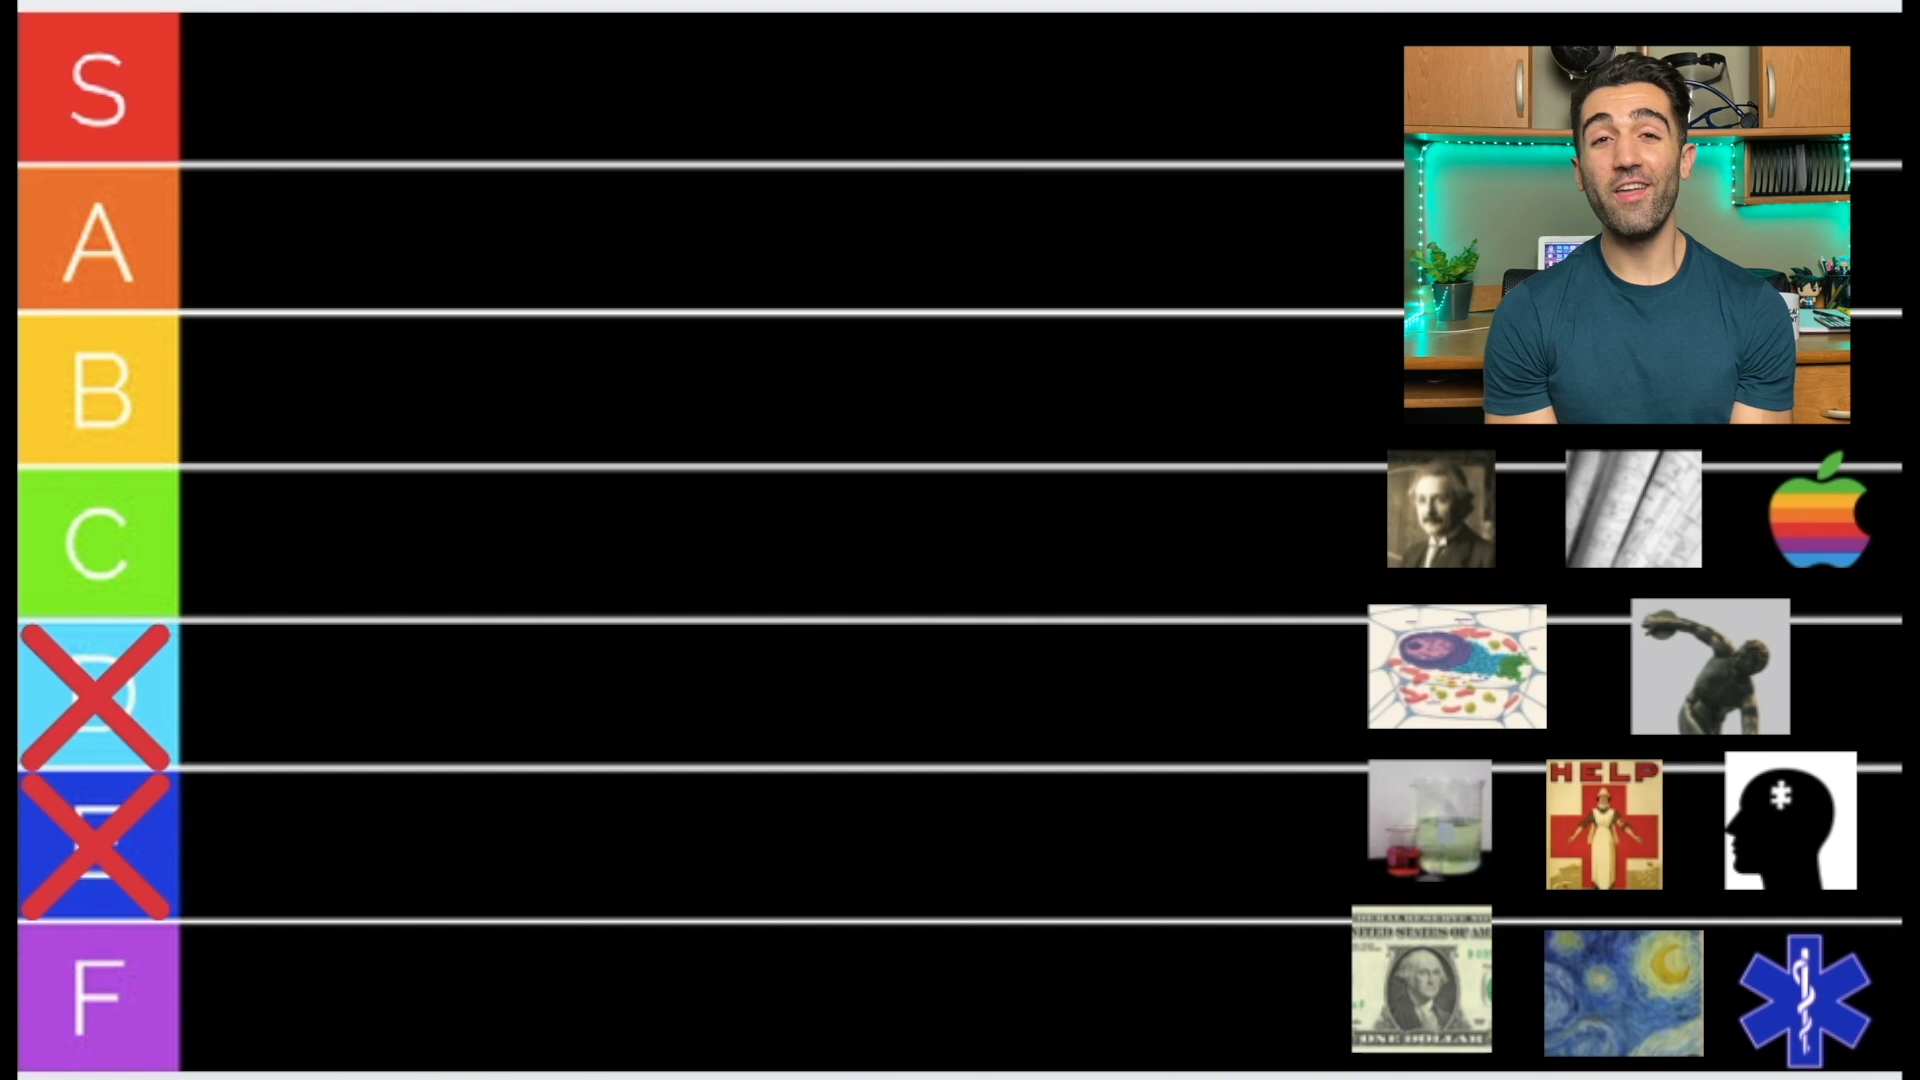 S
A
B
C
D
E
HELP
F
UNITED STATES OF AM
ONE DOLLAR